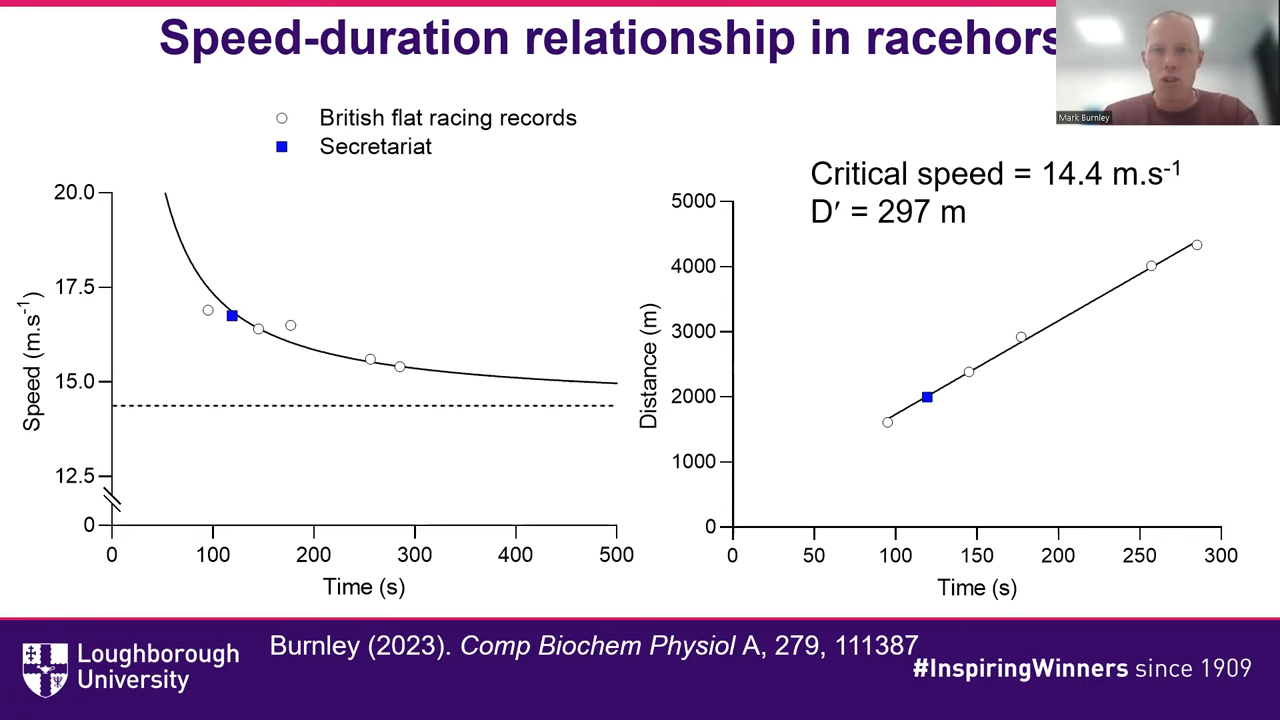 Speed-duration relationship in racehors
Mark Burnley
British flat racing records
Secretariat
Critical speed = 14.4 m.s⁻¹
D′ = 297 m
Speed (m.s⁻¹)
20.0
17.5
15.0
12.5
0
0 100 200 300 400 500
Time (s)
Distance (m)
5000
4000
3000
2000
1000
0
0 50 100 150 200 250 300
Time (s)
Loughborough
University
Burnley (2023). Comp Biochem Physiol A, 279, 111387
#InspiringWinners since 1909